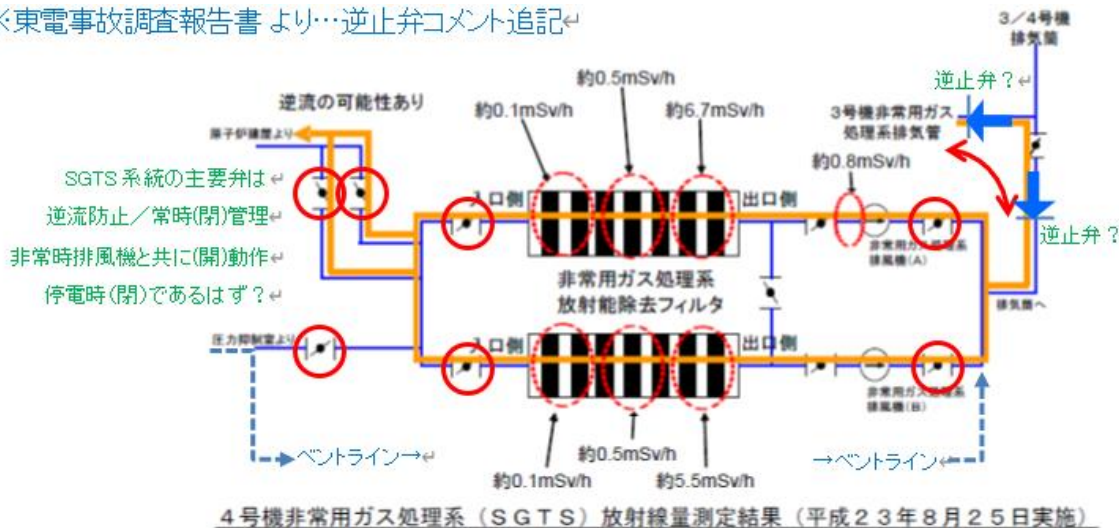 ※東電事故調査報告書 より…逆止弁コメント追記↵
3／4号機
排気筒
逆止弁？↵
約0.5mSv/h
逆流の可能性あり
約0.1mSv/h
約6.7mSv/h
3号機非常用ガス
処理系排気管
原子炉建屋より
約0.8mSv/h
SGTS 系統の主要弁は↵
入口側
出口側
逆流防止／常時(閉)管理↵
逆止弁？
非常時排風機と共に(開)動作↵
非常用ガス処理系
排風機(A)
非常用ガス処理系
放射能除去フィルタ
停電時(閉)であるはず？↵
排気筒へ
圧力抑制室より
入口側
出口側
非常用ガス処理系
排風機(B)
ベントライン→↵
約0.5mSv/h
→ベントライン↵
約0.1mSv/h
約5.5mSv/h
4号機非常用ガス処理系（SGTS）放射線量測定結果（平成23年8月25日実施）